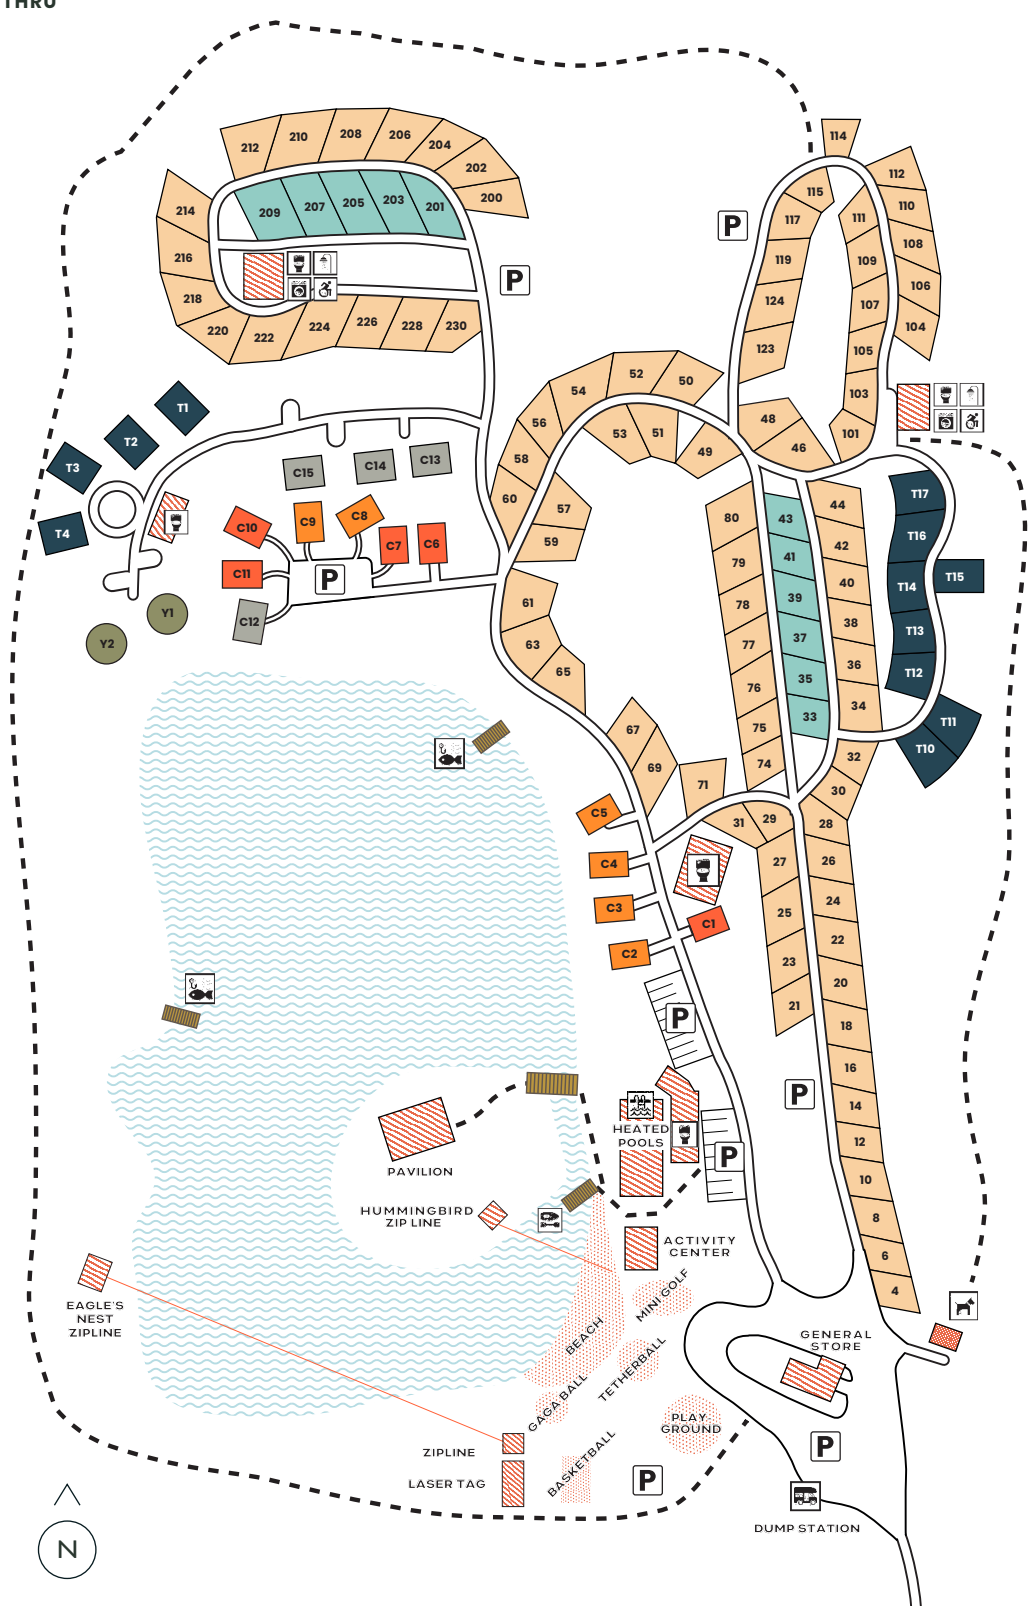 THRU
114
212
210
208
206
204
202
200
112
110
108
106
104
115
117
119
124
123
111
109
107
105
103
101
214
216
218
220
222
224
226
228
230
209
207
205
203
201
P
P
T1
T2
T3
T4
C15
C14
C13
C10
C9
C8
C7
C6
C11
P
C12
Y1
Y2
54
52
50
56
58
60
53
51
49
57
59
48
46
61
63
65
67
69
71
80
79
78
77
76
75
74
43
41
39
37
35
33
44
42
40
38
36
34
32
30
28
T17
T16
T15
T14
T13
T12
T11
T10
31
29
27
25
23
21
26
24
22
20
18
16
14
12
10
8
6
4
C5
C4
C3
C2
C1
P
P
P
HEATED
POOLS
PAVILION
HUMMINGBIRD
ZIP LINE
ACTIVITY
CENTER
MINI GOLF
EAGLE'S
NEST
ZIPLINE
BEACH
TETHERBALL
GAGA BALL
PLAY
GROUND
BASKETBALL
GENERAL
STORE
ZIPLINE
LASER TAG
P
P
DUMP STATION
N